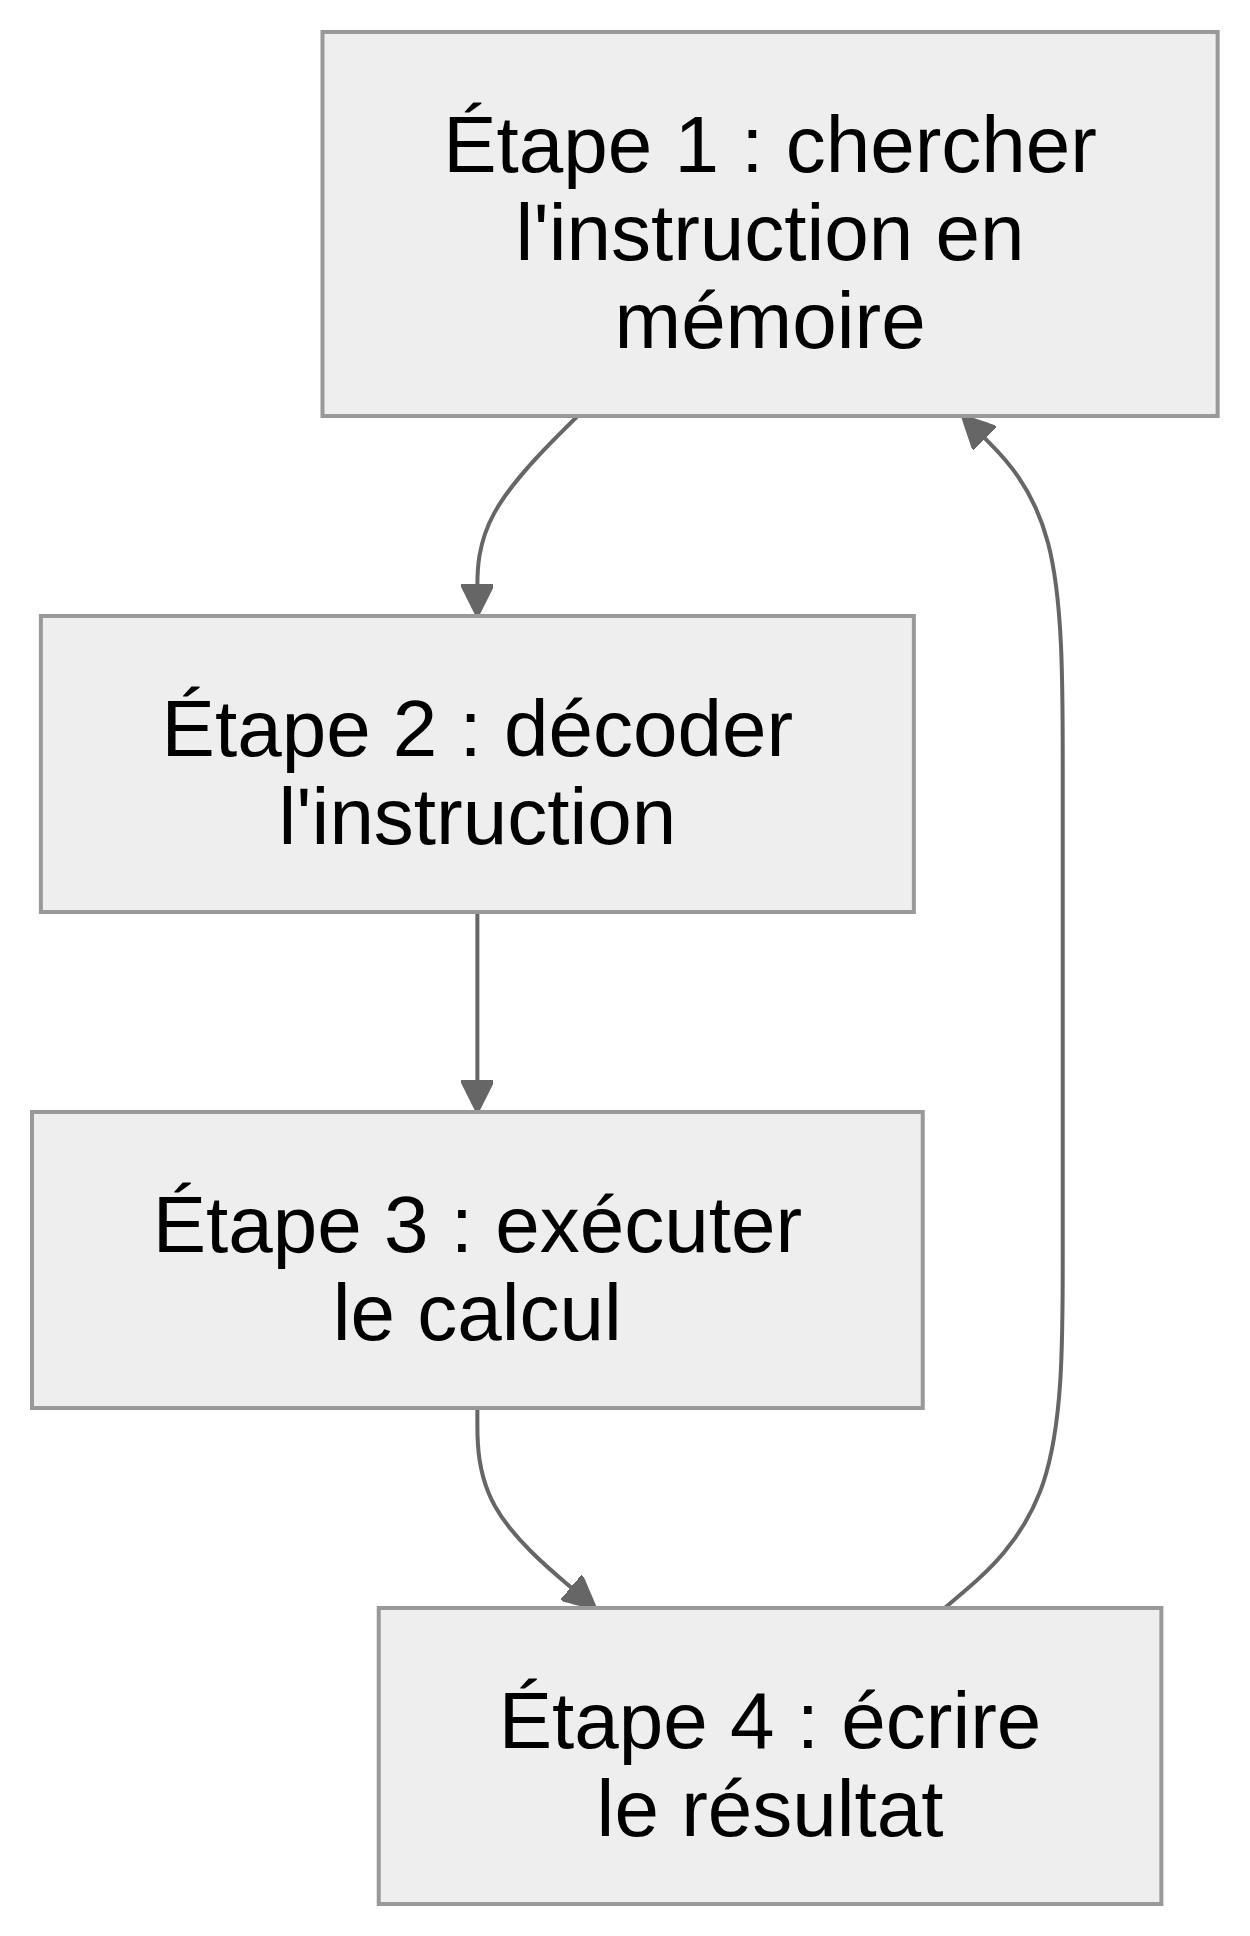 Étape 1 : chercher
l'instruction en
mémoire
Étape 2 : décoder
l'instruction
Étape 3 : exécuter
le calcul
Étape 4 : écrire
le résultat